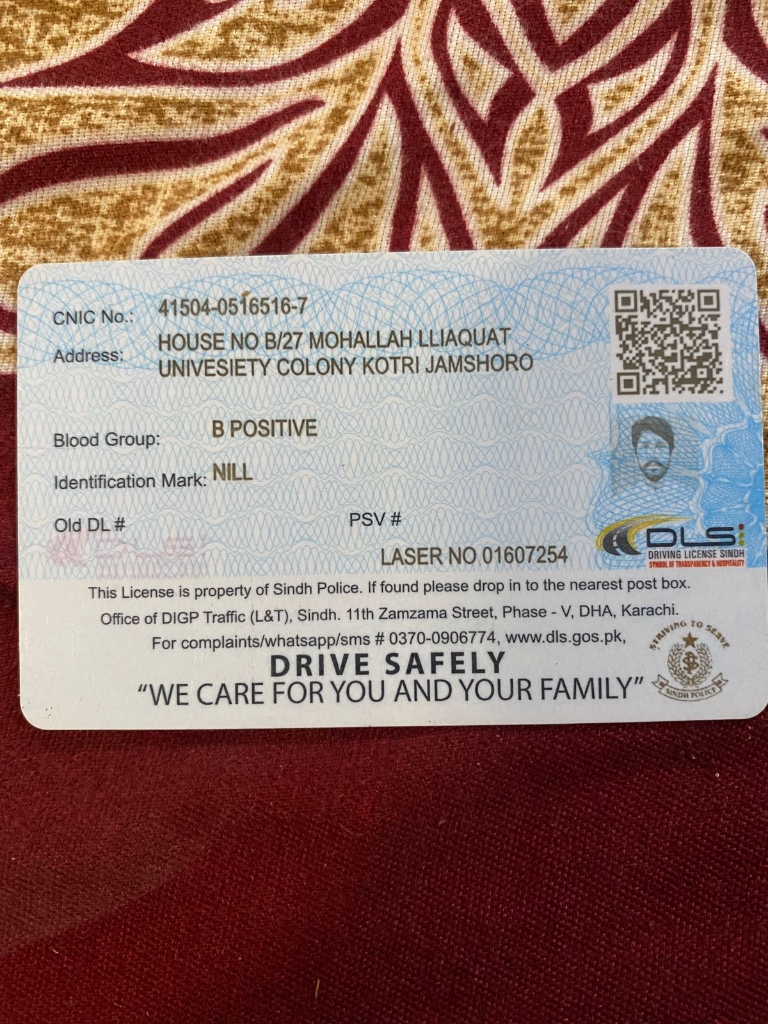 CNIC No.: 41504-0516516-7
Address: HOUSE NO B/27 MOHALLAH LLIAQUAT
UNIVESIETY COLONY KOTRI JAMSHORO
Blood Group: B POSITIVE
Identification Mark: NILL
Old DL #
PSV #
LASER NO 01607254
DLS
DRIVING LICENSE SINDH
SYMBOL OF TRANSPARENCY & HOSPITALITY
This License is property of Sindh Police. If found please drop in to the nearest post box.
Office of DIGP Traffic (L&T), Sindh. 11th Zamzama Street, Phase - V, DHA, Karachi.
For complaints/whatsapp/sms # 0370-0906774, www.dls.gos.pk,
DRIVE SAFELY
“WE CARE FOR YOU AND YOUR FAMILY”
STRIVING TO SERVE
SINDH POLICE